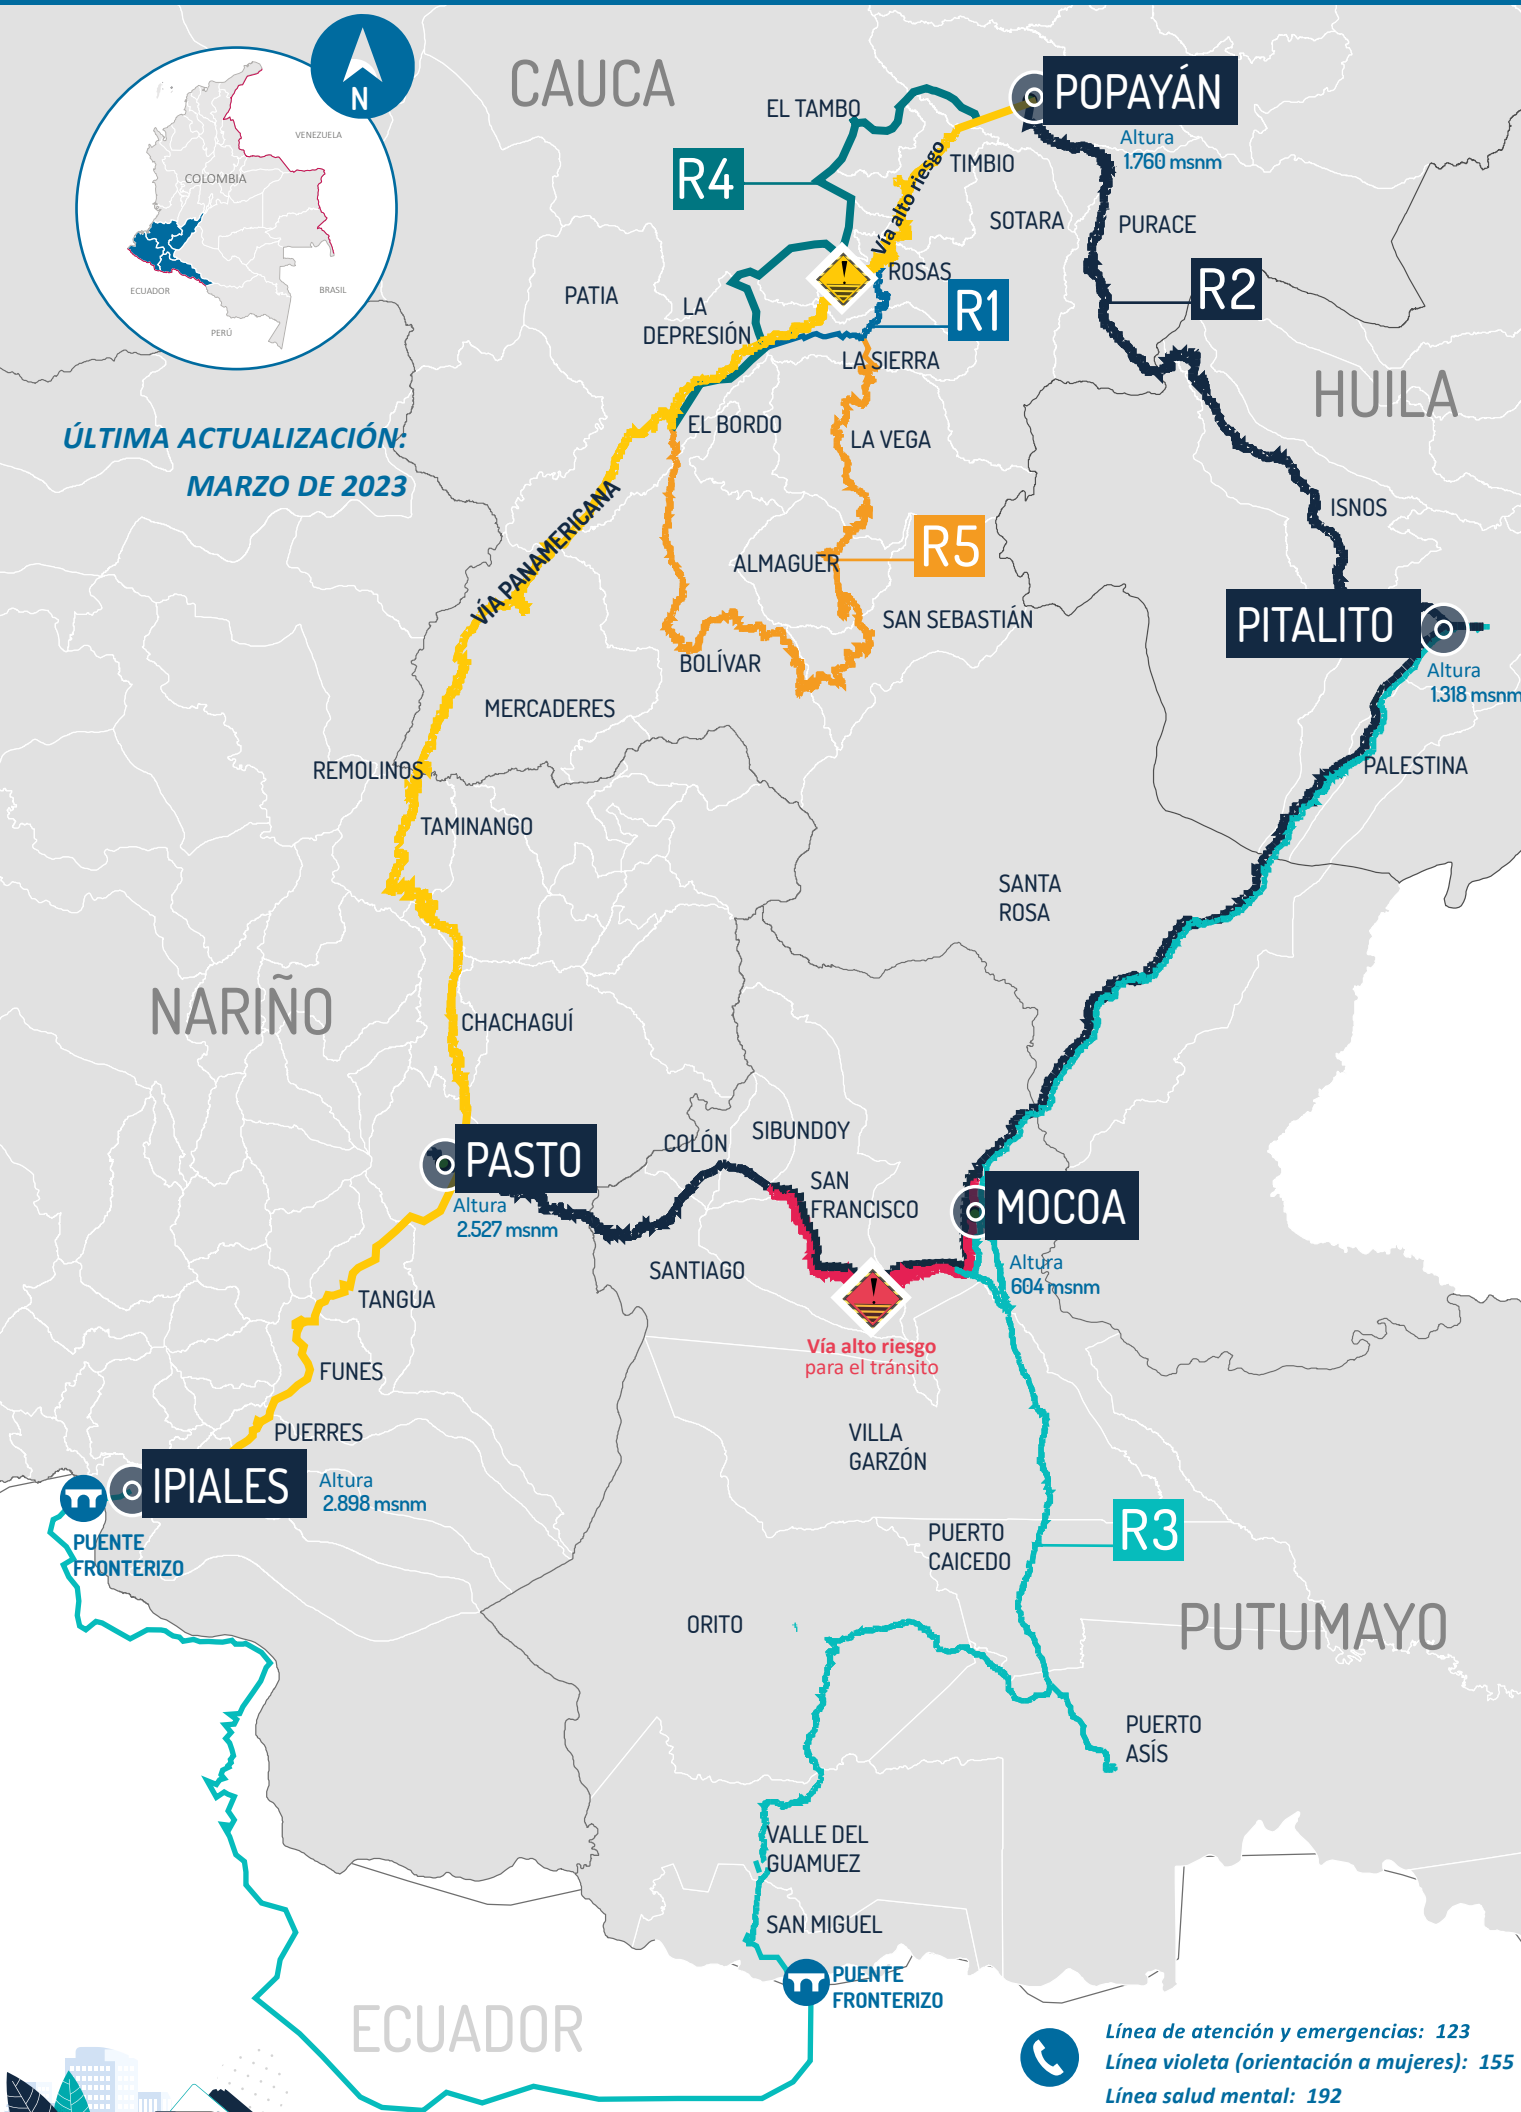 N
VENEZUELA
COLOMBIA
ECUADOR
BRASIL
PERÚ
ÚLTIMA ACTUALIZACIÓN:
MARZO DE 2023
CAUCA
EL TAMBO
POPAYÁN
Altura
1.760 msnm
R4
Vía alto riesgo
TIMBIO
SOTARA
PURACE
ROSAS
R2
PATIA
LA
DEPRESIÓN
R1
LA SIERRA
HUILA
EL BORDO
LA VEGA
VÍA PANAMERICANA
ISNOS
ALMAGUER
R5
SAN SEBASTIÁN
PITALITO
Altura
1.318 msnm
BOLÍVAR
MERCADERES
REMOLINOS
PALESTINA
TAMINANGO
SANTA
ROSA
NARIÑO
CHACHAGUÍ
PASTO
Altura
2.527 msnm
COLÓN
SIBUNDOY
SAN
FRANCISCO
MOCOA
Altura
604 msnm
SANTIAGO
TANGUA
Vía alto riesgo
para el tránsito
FUNES
PUERRES
VILLA
GARZÓN
IPIALES
Altura
2.898 msnm
PUENTE
FRONTERIZO
PUERTO
CAICEDO
R3
ORITO
PUTUMAYO
PUERTO
ASÍS
VALLE DEL
GUAMUEZ
SAN MIGUEL
PUENTE
FRONTERIZO
ECUADOR
Línea de atención y emergencias: 123
Línea violeta (orientación a mujeres): 155
Línea salud mental: 192